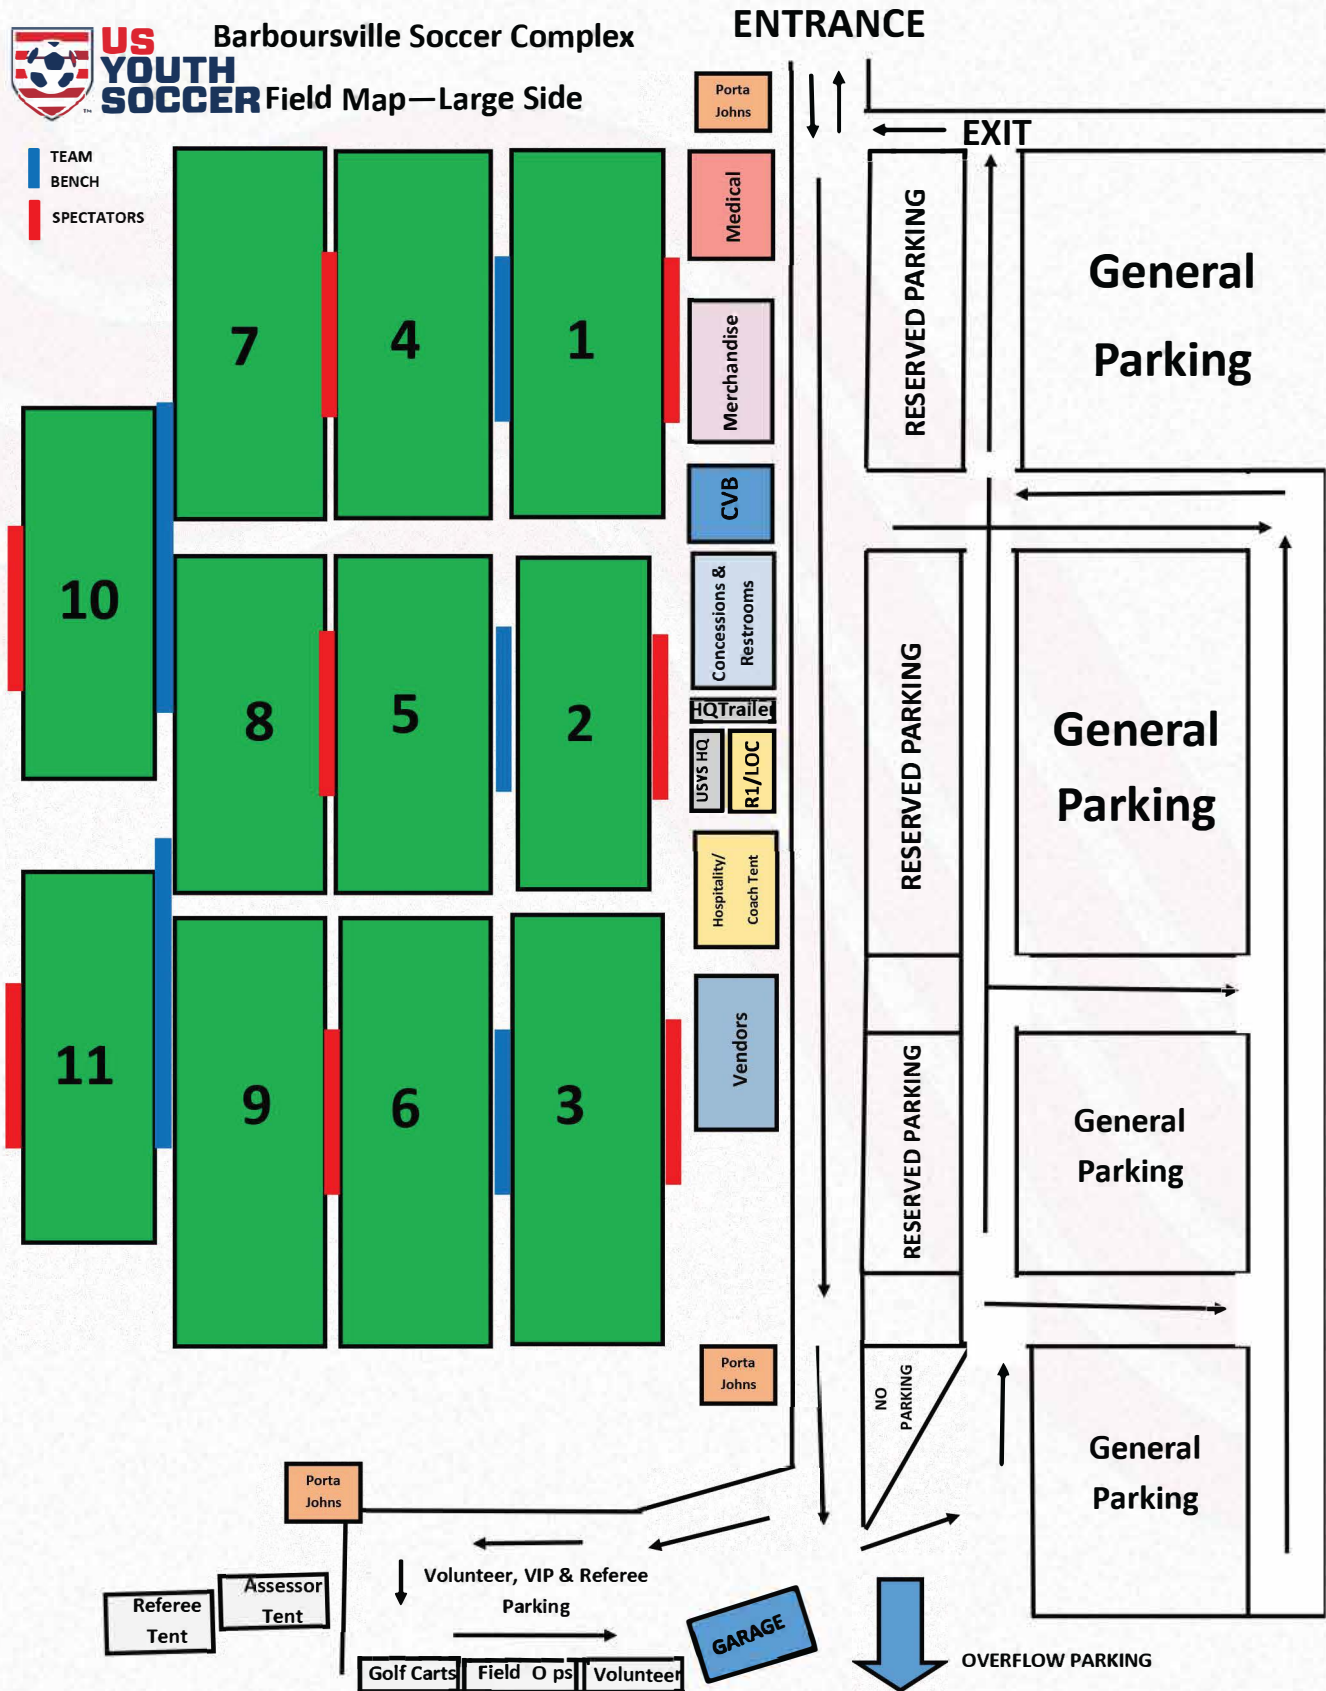 ENTRANCE
US
YOUTH
SOCCER
™
Barboursville Soccer Complex
Field Map—Large Side
Porta
Johns
EXIT
TEAM
BENCH
SPECTATORS
Medical
RESERVED PARKING
General
Parking
7
4
1
Merchandise
CVB
10
Concessions &
Restrooms
8
5
2
HQTrailer
USYS HQ
R1/LOC
RESERVED PARKING
General
Parking
Hospitality/
Coach Tent
Vendors
11
9
6
3
RESERVED PARKING
General
Parking
Porta
Johns
NO
PARKING
General
Parking
Porta
Johns
Volunteer, VIP & Referee
Parking
Assessor
Tent
Referee
Tent
GARAGE
Golf Carts
Field O ps
Volunteer
OVERFLOW PARKING